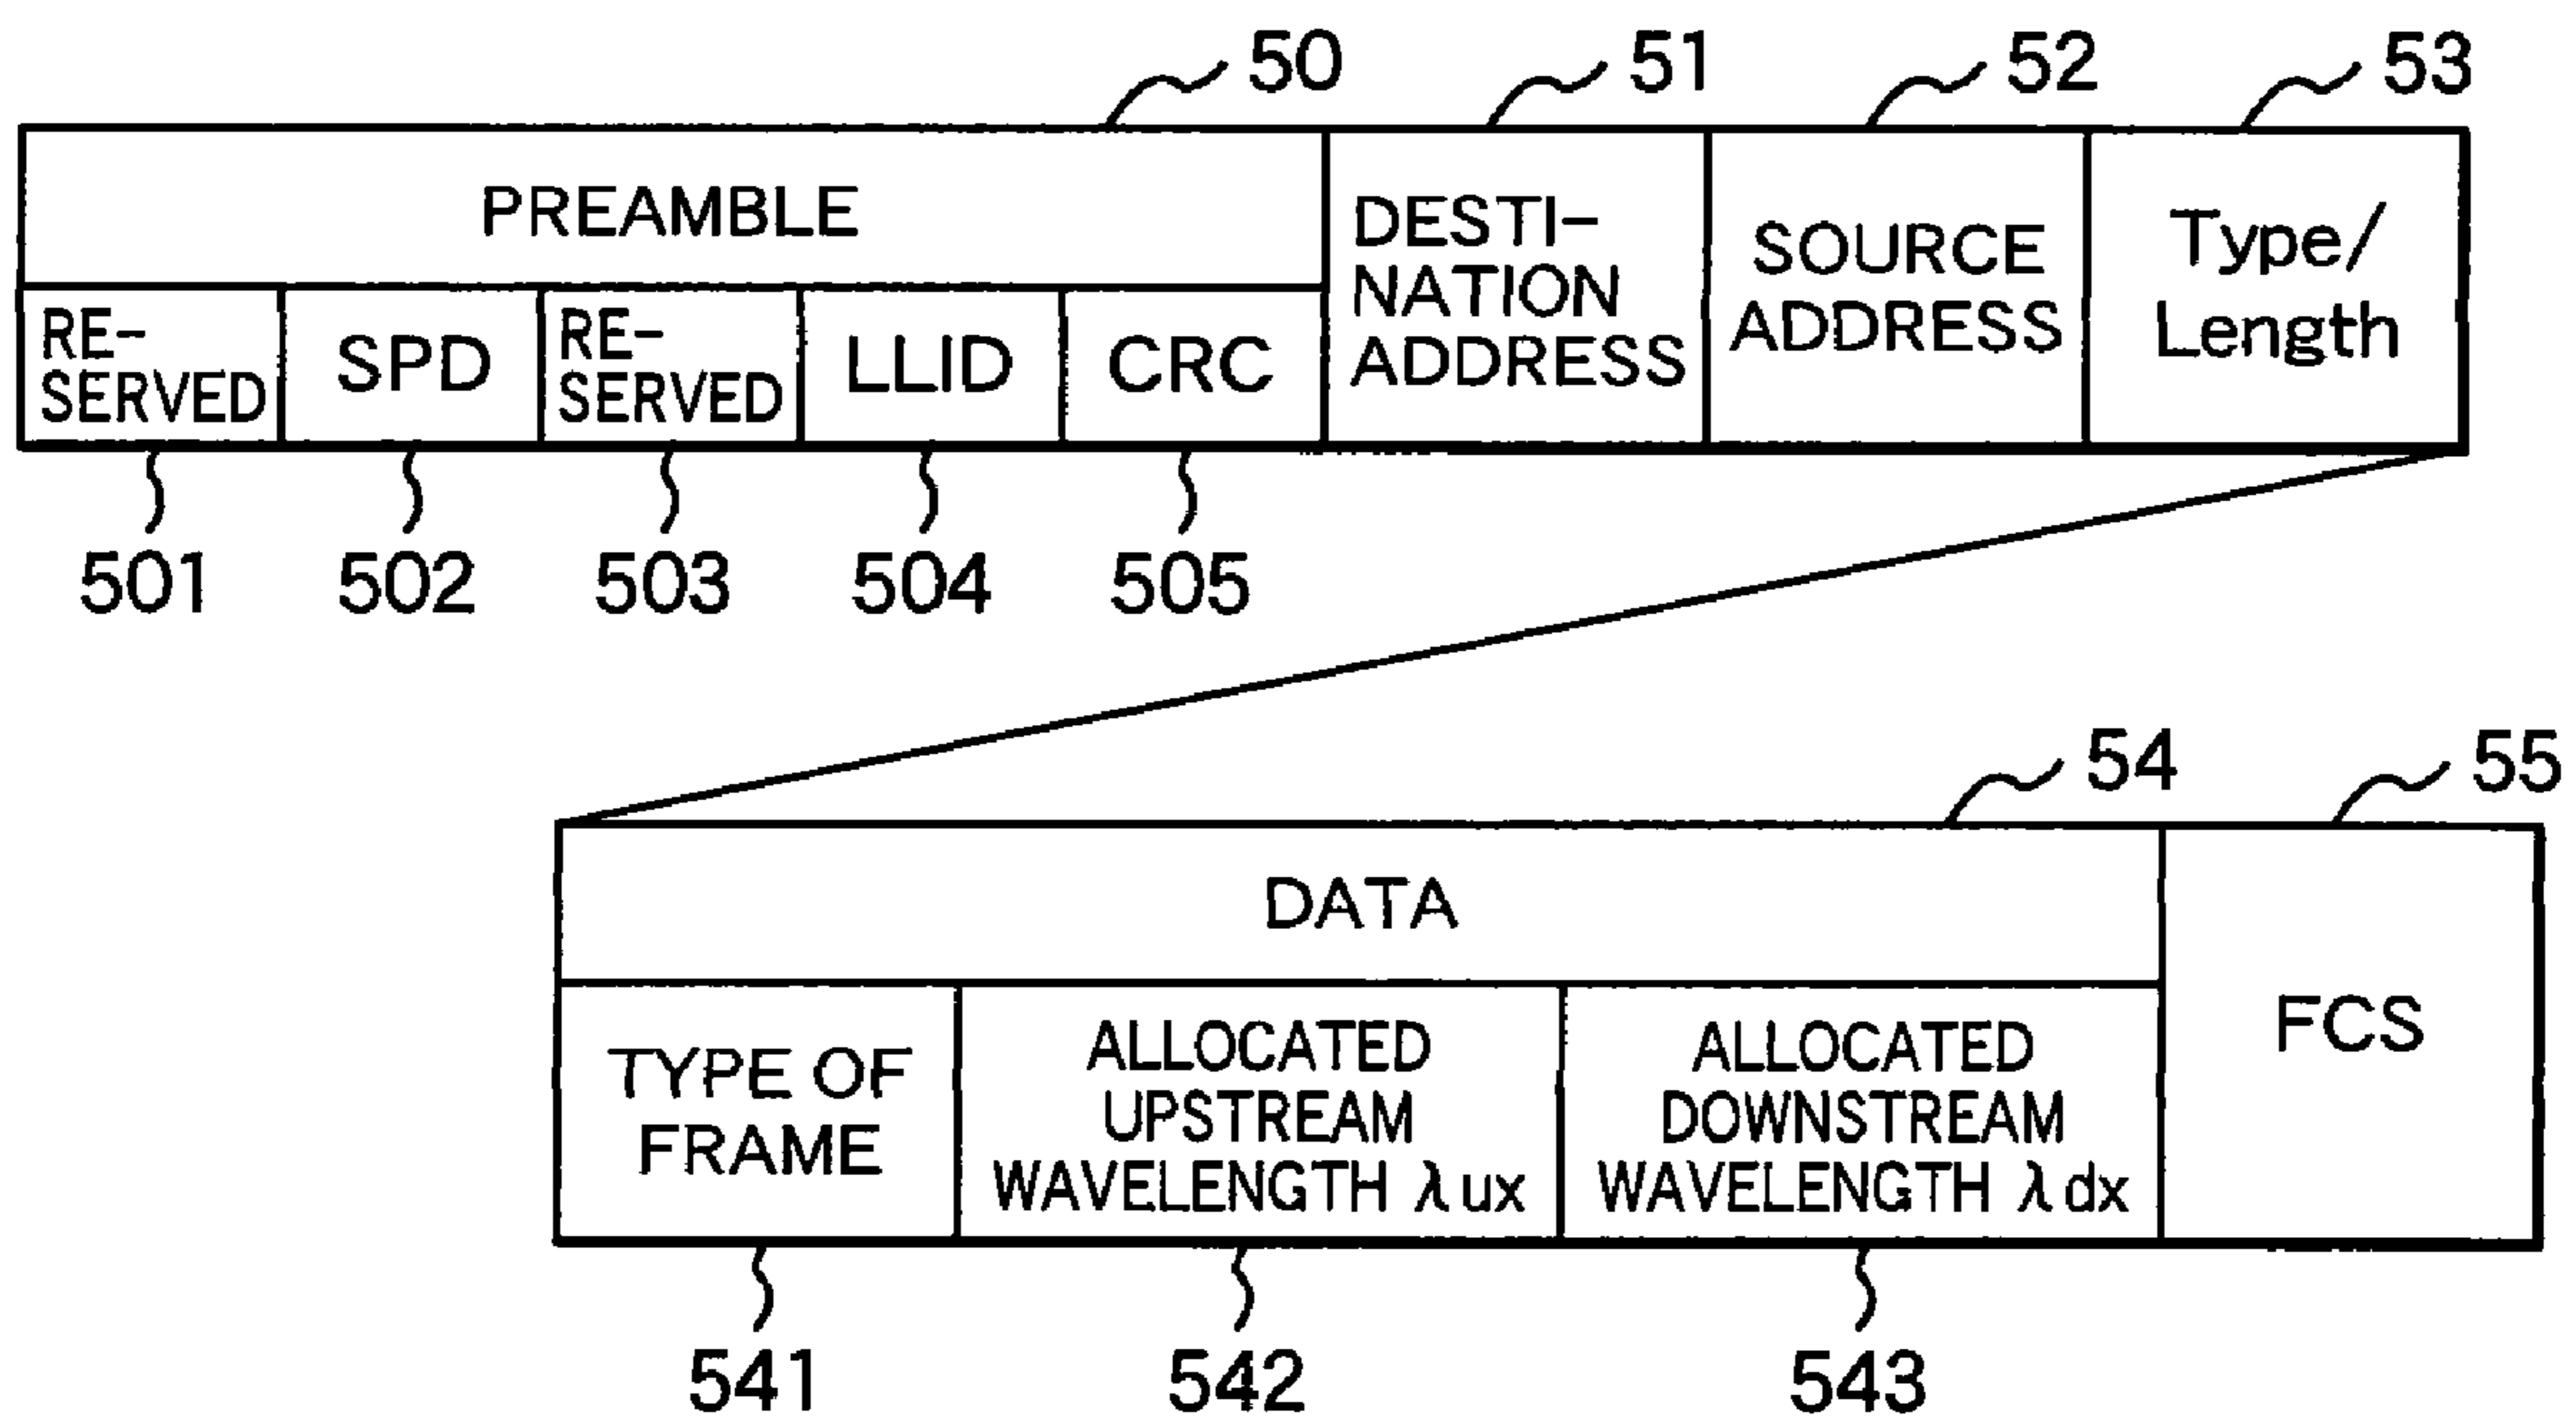 50 51 52 53
PREAMBLE
DESTI-
NATION
ADDRESS
SOURCE
ADDRESS
Type/
Length
RE-
SERVED
SPD
RE-
SERVED
LLID
CRC
501 502 503 504 505
54 55
DATA
FCS
TYPE OF
FRAME
ALLOCATED
UPSTREAM
WAVELENGTH λux
ALLOCATED
DOWNSTREAM
WAVELENGTH λdx
541 542 543